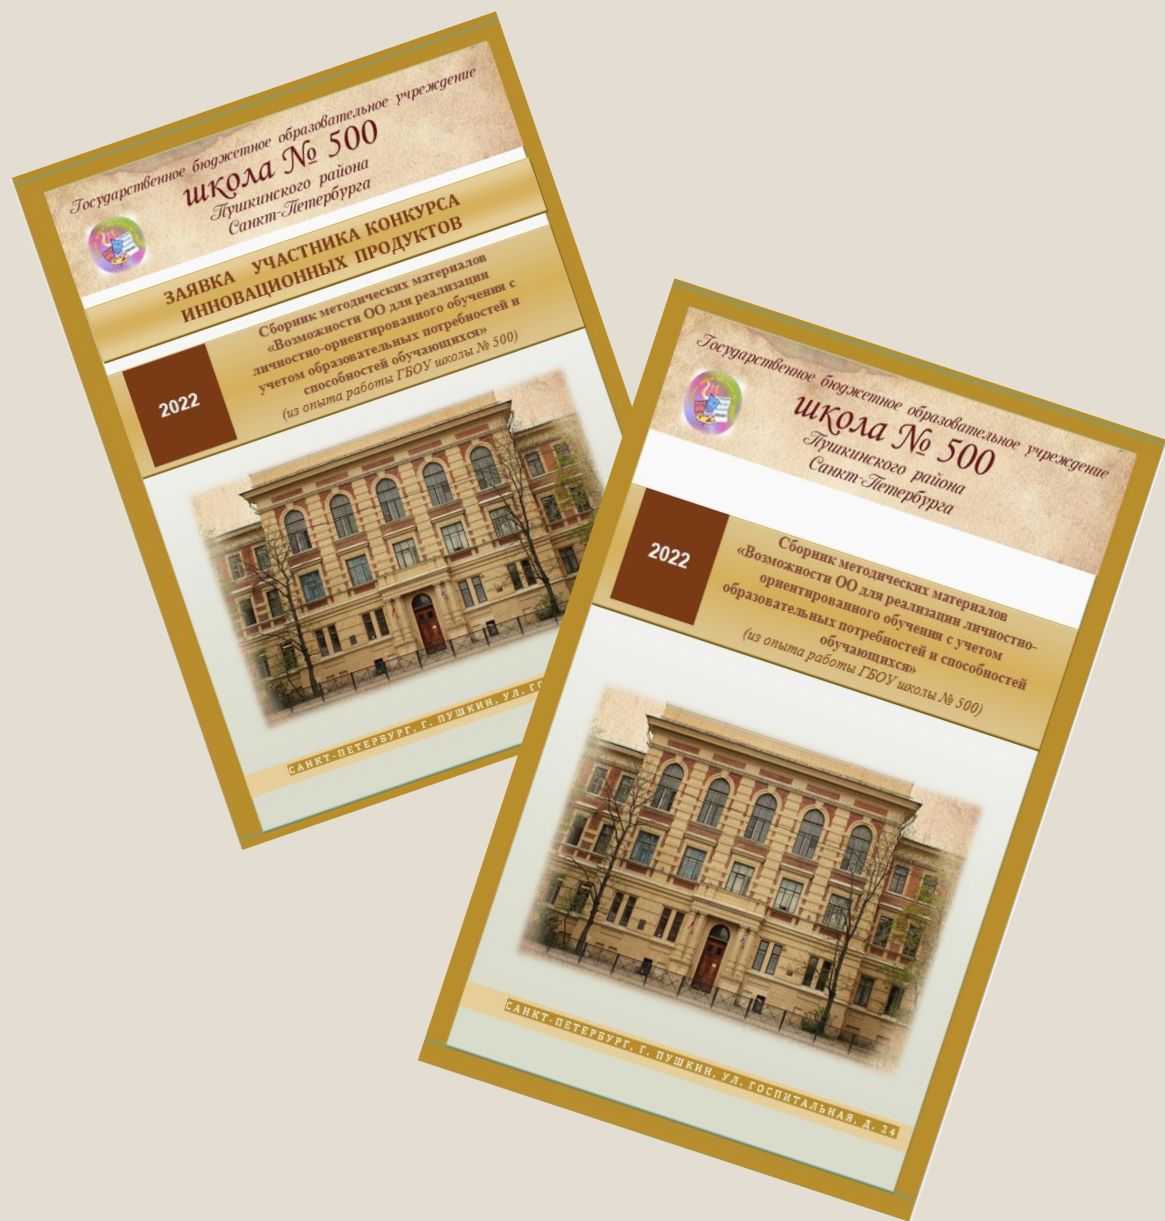 Государственное бюджетное образовательное учреждение
школа № 500
Пушкинского района
Санкт-Петербурга
ЗАЯВКА УЧАСТНИКА КОНКУРСА
ИННОВАЦИОННЫХ ПРОДУКТОВ
2022
Сборник методических материалов
«Возможности ОО для реализации
личностно-ориентированного обучения с
учетом образовательных потребностей и
способностей обучающихся»
(из опыта работы ГБОУ школы № 500)
САНКТ-ПЕТЕРБУРГ, Г. ПУШКИН, УЛ.
Государственное бюджетное образовательное учреждение
школа № 500
Пушкинского района
Санкт-Петербурга
2022
Сборник методических материалов
«Возможности ОО для реализации личностно-
ориентированного обучения с учетом
образовательных потребностей и способностей
обучающихся»
(из опыта работы ГБОУ школы № 500)
САНКТ-ПЕТЕРБУРГ, Г. ПУШКИН, УЛ. ГОСПИТАЛЬНАЯ, Д. 24